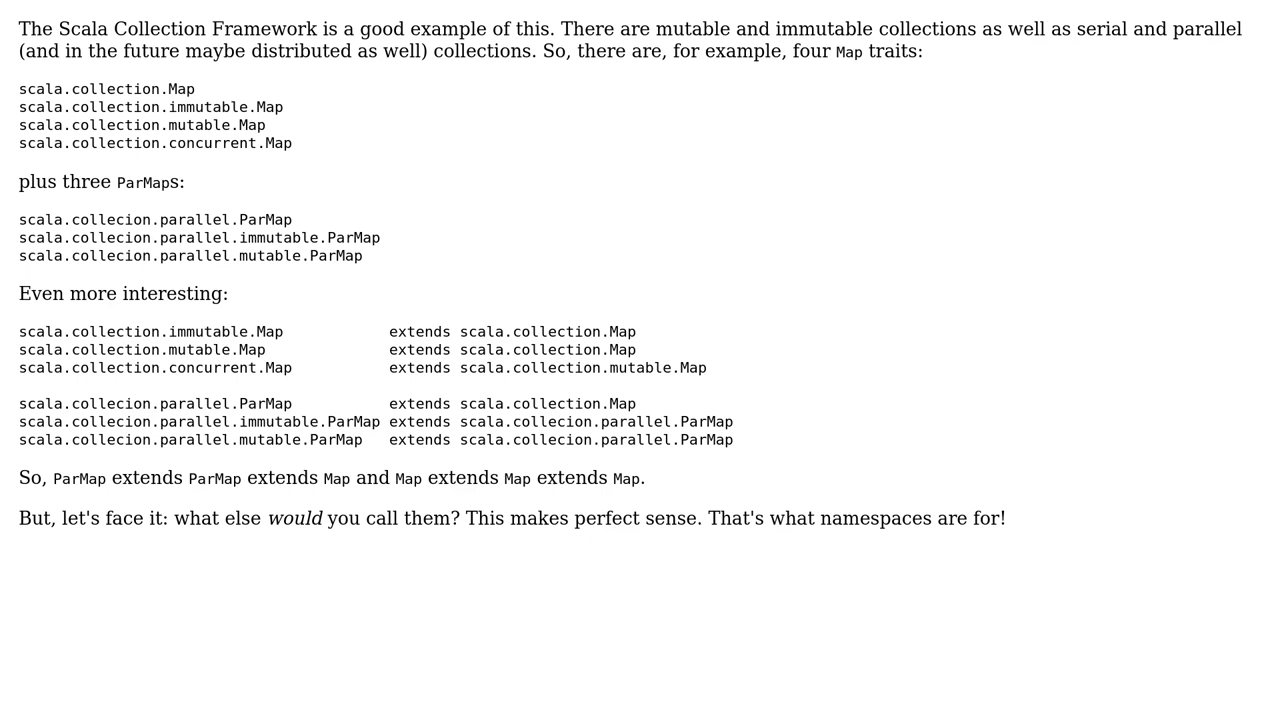 The Scala Collection Framework is a good example of this. There are mutable and immutable collections as well as serial and parallel
(and in the future maybe distributed as well) collections. So, there are, for example, four Map traits:
scala.collection.Map
scala.collection.immutable.Map
scala.collection.mutable.Map
scala.collection.concurrent.Map
plus three ParMaps:
scala.collecion.parallel.ParMap
scala.collecion.parallel.immutable.ParMap
scala.collecion.parallel.mutable.ParMap
Even more interesting:
scala.collection.immutable.Map            extends scala.collection.Map
scala.collection.mutable.Map              extends scala.collection.Map
scala.collection.concurrent.Map           extends scala.collection.mutable.Map
scala.collecion.parallel.ParMap           extends scala.collection.Map
scala.collecion.parallel.immutable.ParMap extends scala.collecion.parallel.ParMap
scala.collecion.parallel.mutable.ParMap   extends scala.collecion.parallel.ParMap
So, ParMap extends ParMap extends Map and Map extends Map extends Map.
But, let's face it: what else would you call them? This makes perfect sense. That's what namespaces are for!